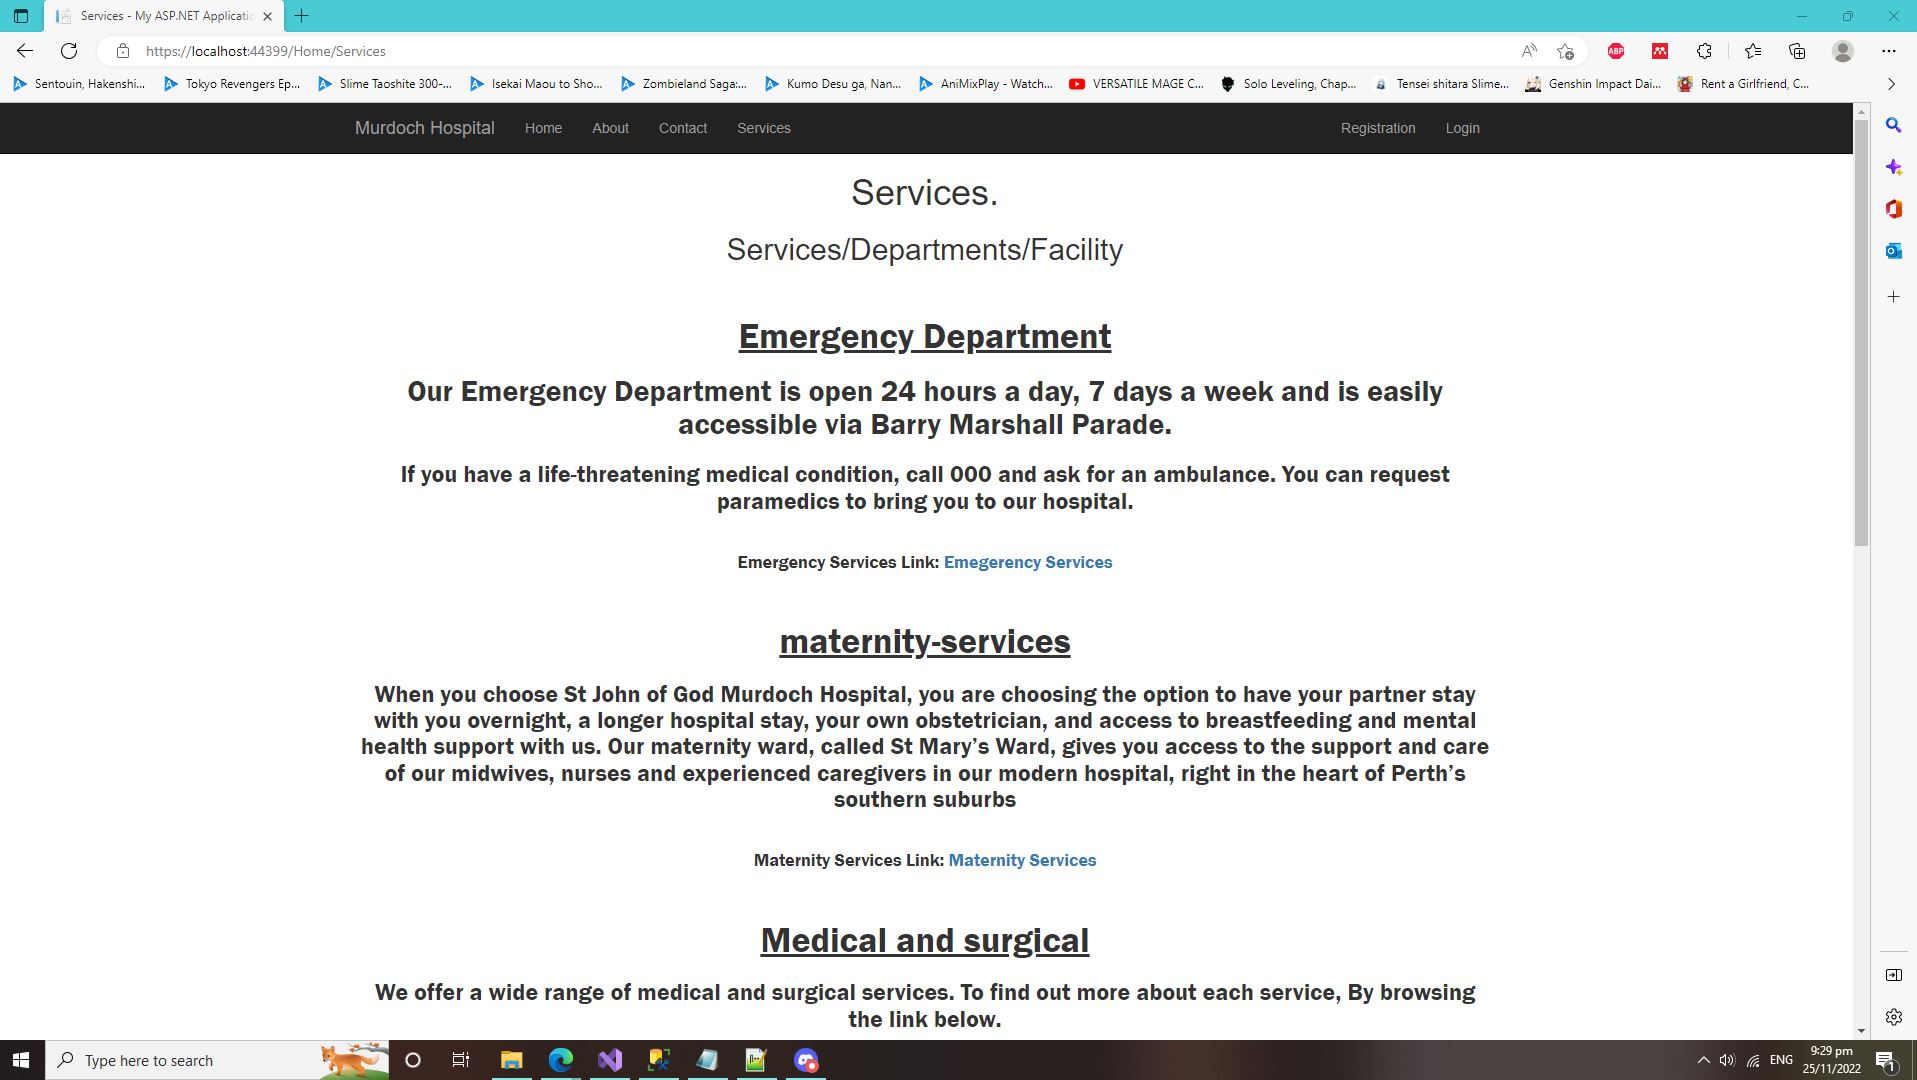 Services - My ASP.NET Applicatio
https://localhost:44399/Home/Services
ABP
Sentouin, Hakenshi...
Tokyo Revengers Ep...
Slime Taoshite 300-...
Isekai Maou to Sho...
Zombieland Saga:...
Kumo Desu ga, Nan...
AniMixPlay - Watch...
VERSATILE MAGE C...
Solo Leveling, Chap...
Tensei shitara Slime...
Genshin Impact Dai...
Rent a Girlfriend, C...
Murdoch Hospital Home About Contact Services Registration Login
Services.
Services/Departments/Facility
Emergency Department
Our Emergency Department is open 24 hours a day, 7 days a week and is easily
accessible via Barry Marshall Parade.
If you have a life-threatening medical condition, call 000 and ask for an ambulance. You can request
paramedics to bring you to our hospital.
Emergency Services Link: Emegerency Services
maternity-services
When you choose St John of God Murdoch Hospital, you are choosing the option to have your partner stay
with you overnight, a longer hospital stay, your own obstetrician, and access to breastfeeding and mental
health support with us. Our maternity ward, called St Mary’s Ward, gives you access to the support and care
of our midwives, nurses and experienced caregivers in our modern hospital, right in the heart of Perth’s
southern suburbs
Maternity Services Link: Maternity Services
Medical and surgical
We offer a wide range of medical and surgical services. To find out more about each service, By browsing
the link below.
Type here to search
ENG
9:29 pm
25/11/2022
1